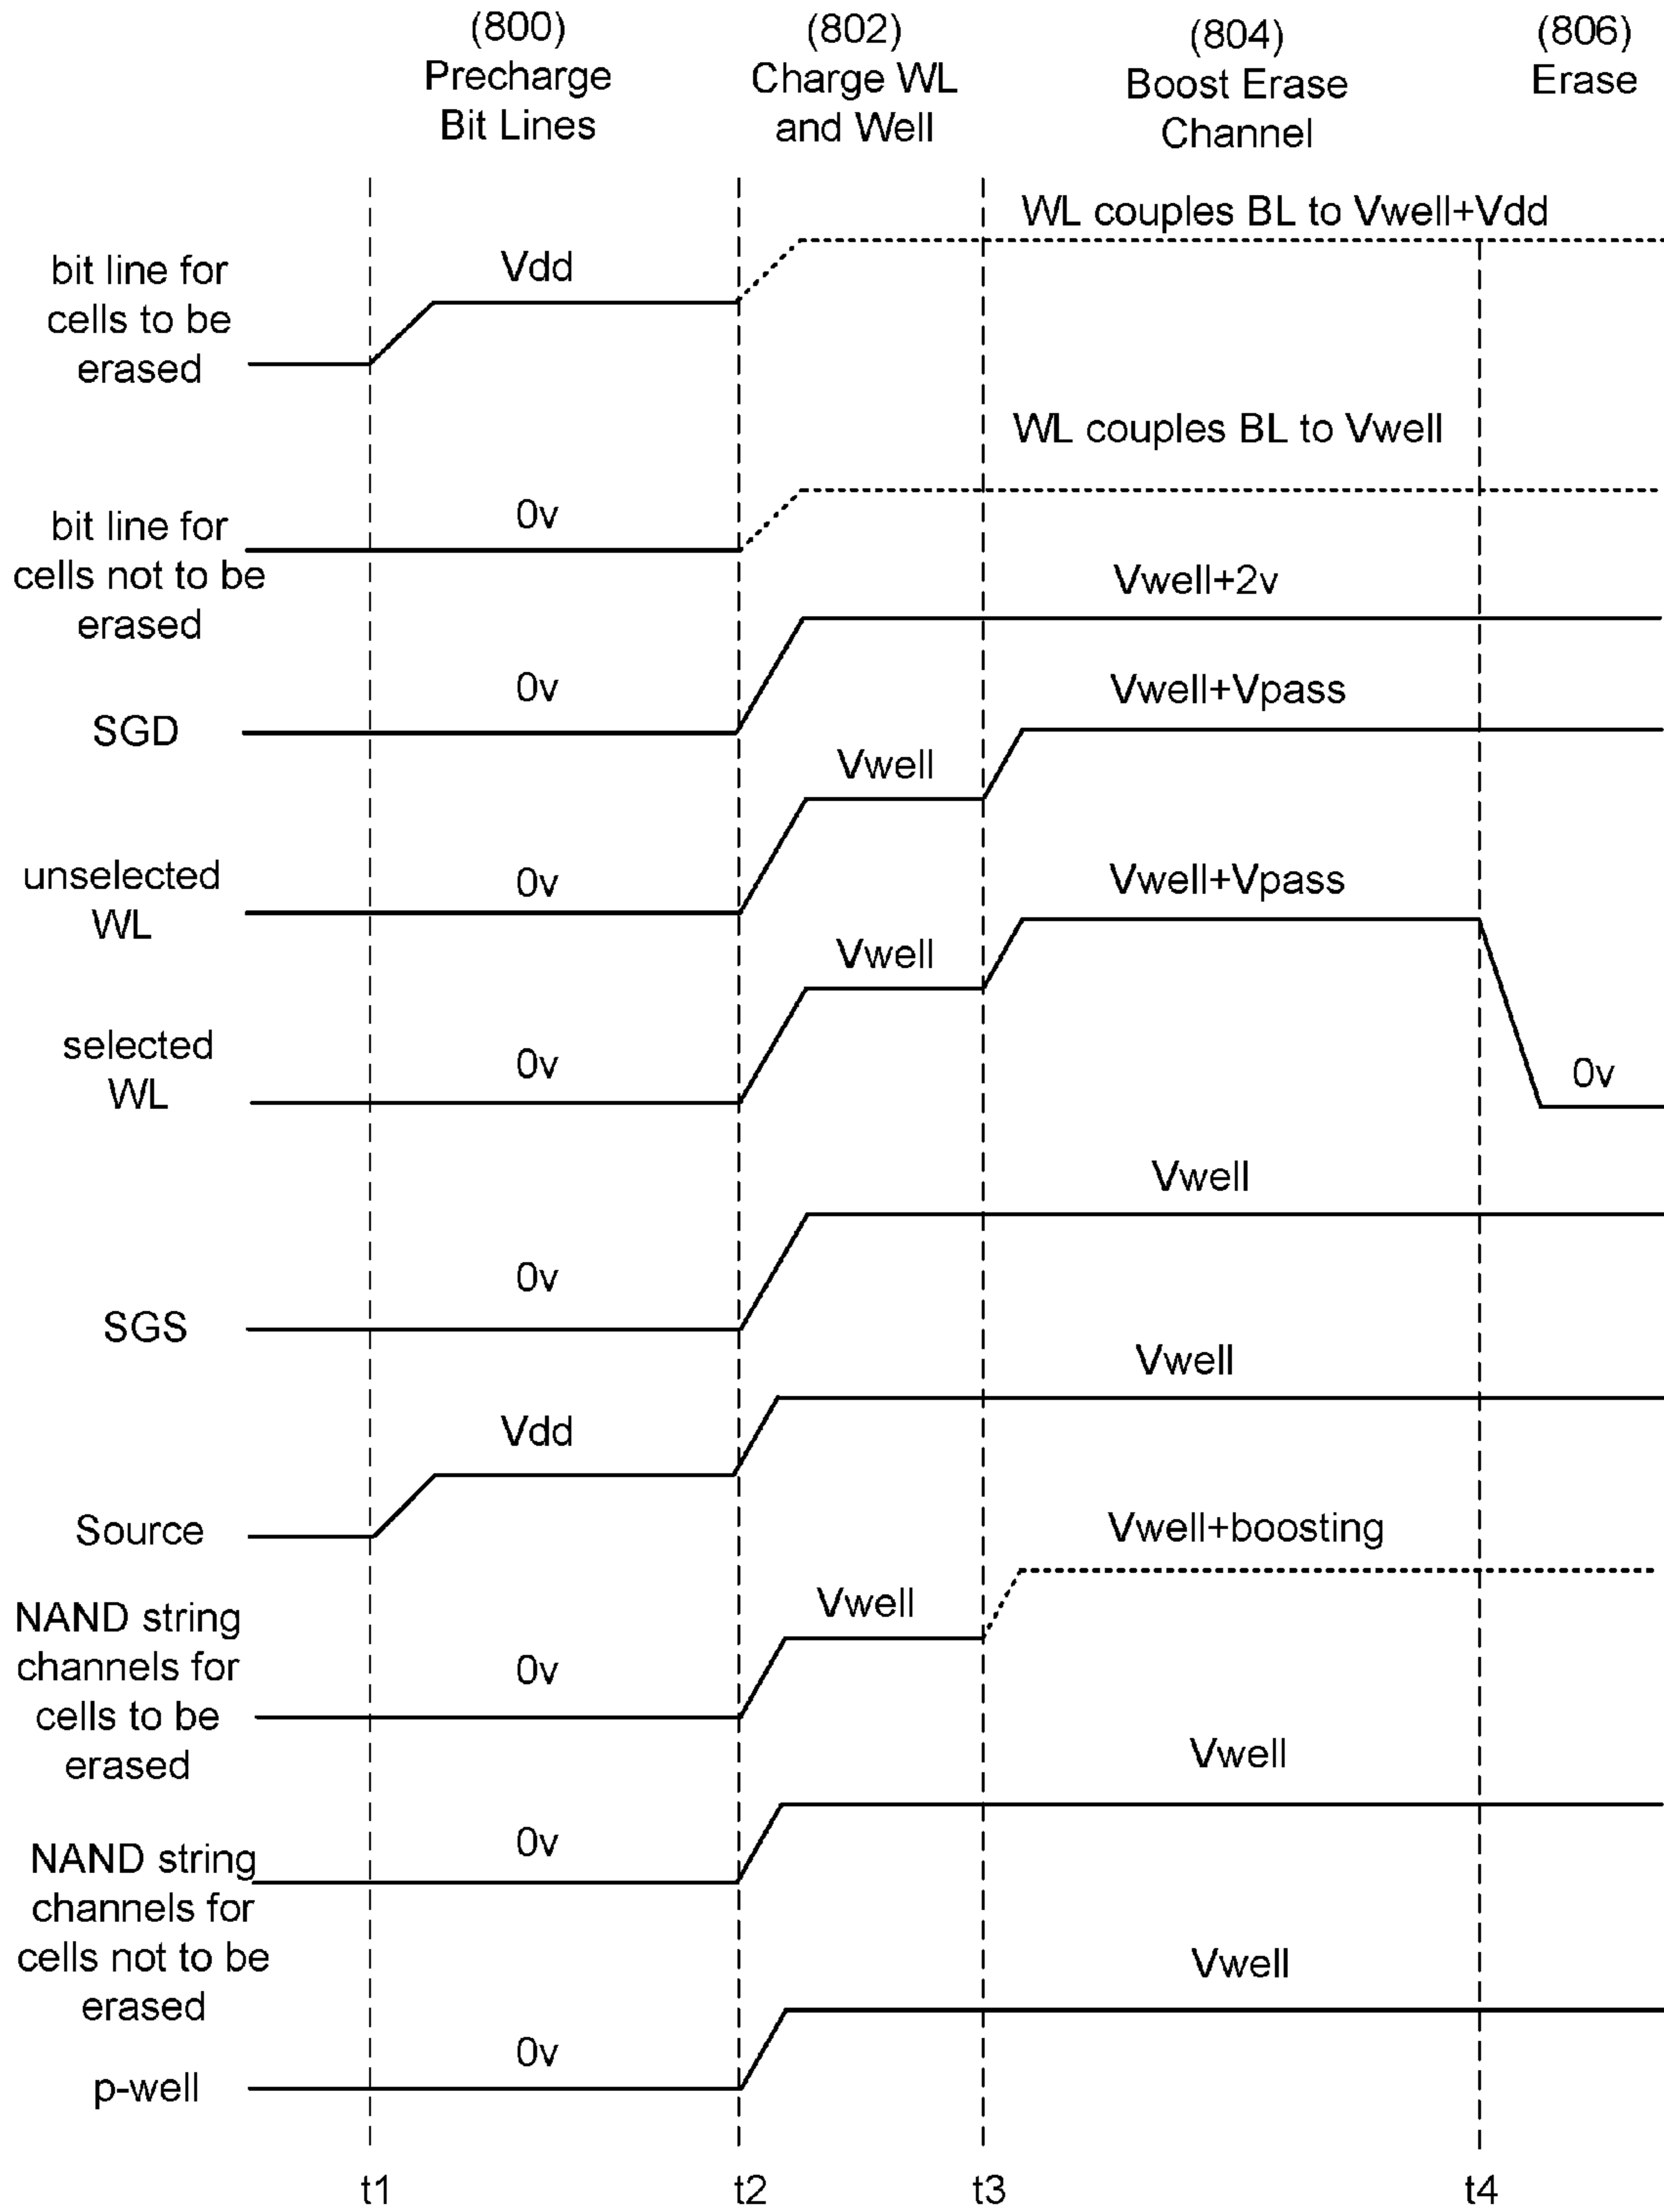 (800)
Precharge
Bit Lines
(802)
Charge WL
and Well
(804)
Boost Erase
Channel
(806)
Erase
WL couples BL to Vwell+Vdd
bit line for
cells to be
erased
Vdd
WL couples BL to Vwell
bit line for
cells not to be
erased
0v
Vwell+2v
SGD
0v
Vwell+Vpass
Vwell
unselected
WL
0v
Vwell+Vpass
Vwell
selected
WL
0v
0v
Vwell
SGS
0v
Vwell
Vdd
Source
Vwell+boosting
Vwell
NAND string
channels for
cells to be
erased
0v
Vwell
NAND string
channels for
cells not to be
erased
0v
Vwell
p-well
0v
t1
t2
t3
t4